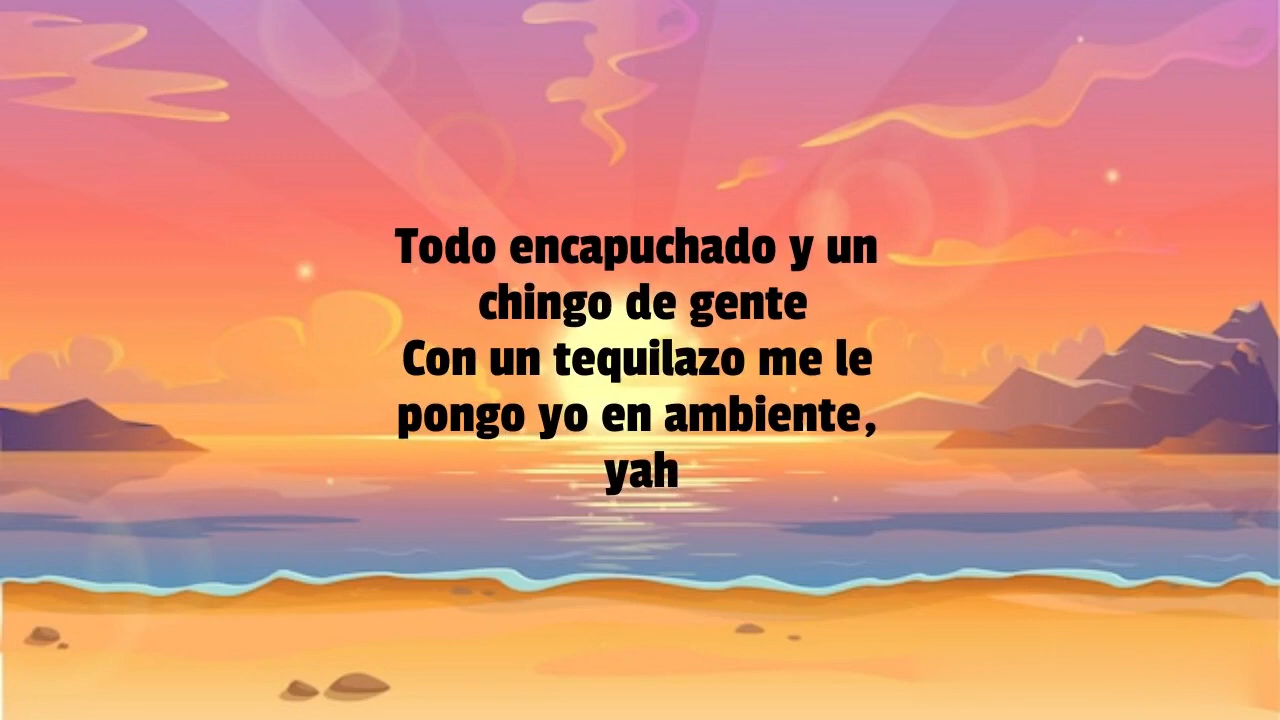 Todo encapuchado y un
chingo de gente
Con un tequilazo me le
pongo yo en ambiente,
yah